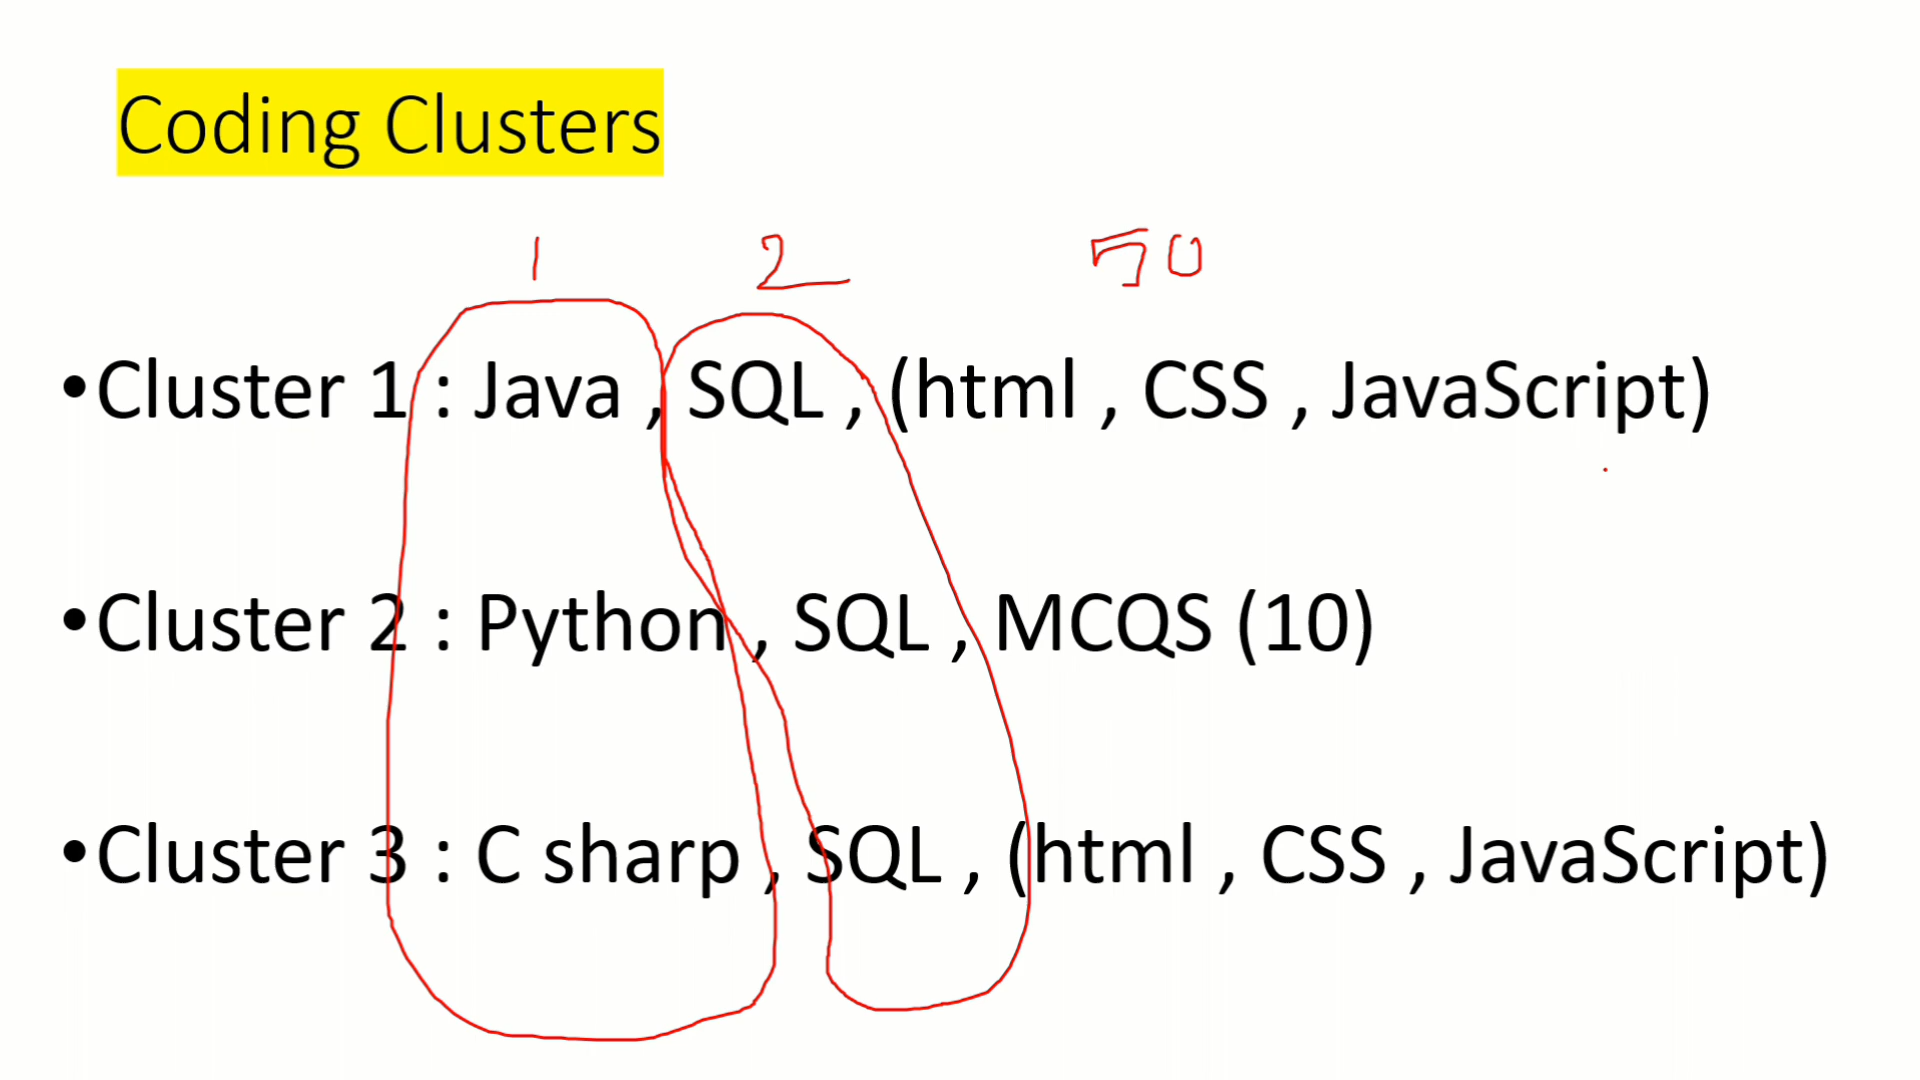 Coding Clusters
1 2 50
•Cluster 1 : Java , SQL , (html , CSS , JavaScript)
•Cluster 2 : Python , SQL , MCQS (10)
•Cluster 3 : C sharp , SQL , (html , CSS , JavaScript)